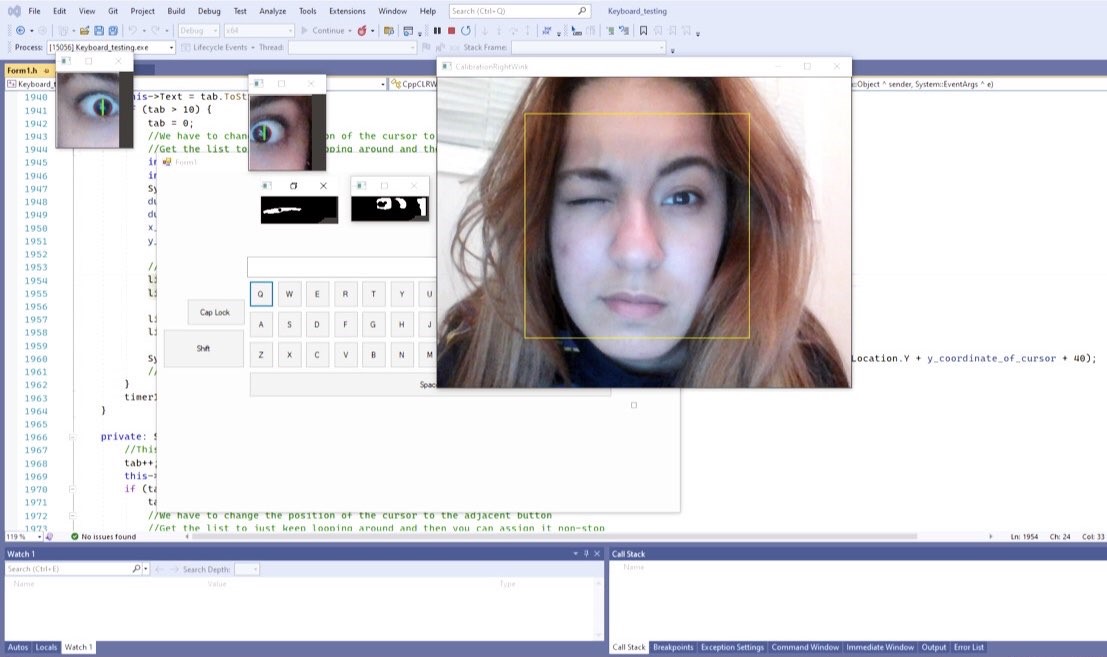 File Edit View Git Project Build Debug Test Analyze Tools Extensions Window Help Search (Ctrl+Q) Keyboard_testing
Debug x64 Continue
Process: [15056] Keyboard_testing.exe Lifecycle Events Thread: Stack Frame:
Form1.h
CalibrationRightWink
:Object ^ sender, System::EventArgs ^ e)
1940 his->Text = tab.ToSt
1941 (tab > 10) {
1942 tab = 0;
1943 //We have to chan on of the cursor to
1944 //Get the list to ping around and the
1945 in
Form1
1946 in
1947 Sy
1948 du
1949 du
1950 x_
1951 y_
1952
1953 //
1954 li
1955 li
1956
1957 li
1958 li
1959
1960 Sy Location.Y + y_coordinate_of_cursor + 40);
1961 //
1962 }
1963 timer1
1964 }
1965
1966 private: S
1967 //This
1968 tab++;
1969 this->
1970 if (ta
1971 ta
1972 //We have to change the position of the cursor to the adjacent button
1973 //Get the list to just keep looping around and then you can assign it non-stop
Q W E R T Y U
Cap Lock
A S D F G H J
Shift
Z X C V B N M
Spac
119 % No issues found Ln: 1954 Ch: 24 Col: 33
Watch 1 Call Stack
Search (Ctrl+E) Search Depth: Name
Name Value Type
Autos Locals Watch 1 Call Stack Breakpoints Exception Settings Command Window Immediate Window Output Error List